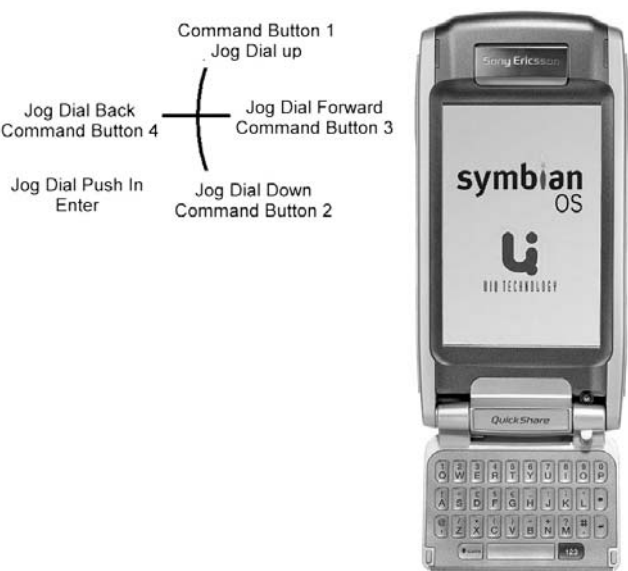 Command Button 1
Jog Dial up
Jog Dial Back
Command Button 4
Jog Dial Forward
Command Button 3
Jog Dial Push In
Enter
Jog Dial Down
Command Button 2
Sony Ericsson
symbian
OS
UIQ TECHNOLOGY
QuickShare
Q W E R T Y U I O P
A S D F G H J K L
Z X C V B N M
123